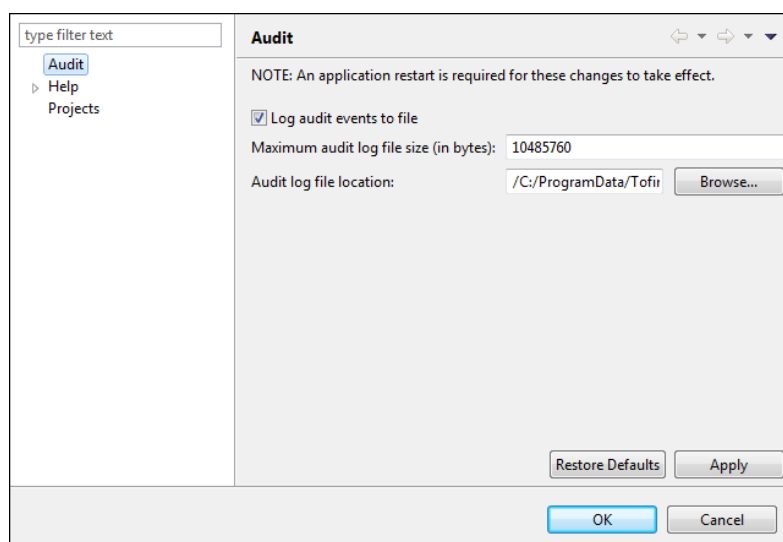 type filter text
Audit
Help
Projects
Audit
NOTE: An application restart is required for these changes to take effect.
Log audit events to file
Maximum audit log file size (in bytes): 10485760
Audit log file location: /C:/ProgramData/Tofin Browse...
Restore Defaults Apply
OK Cancel